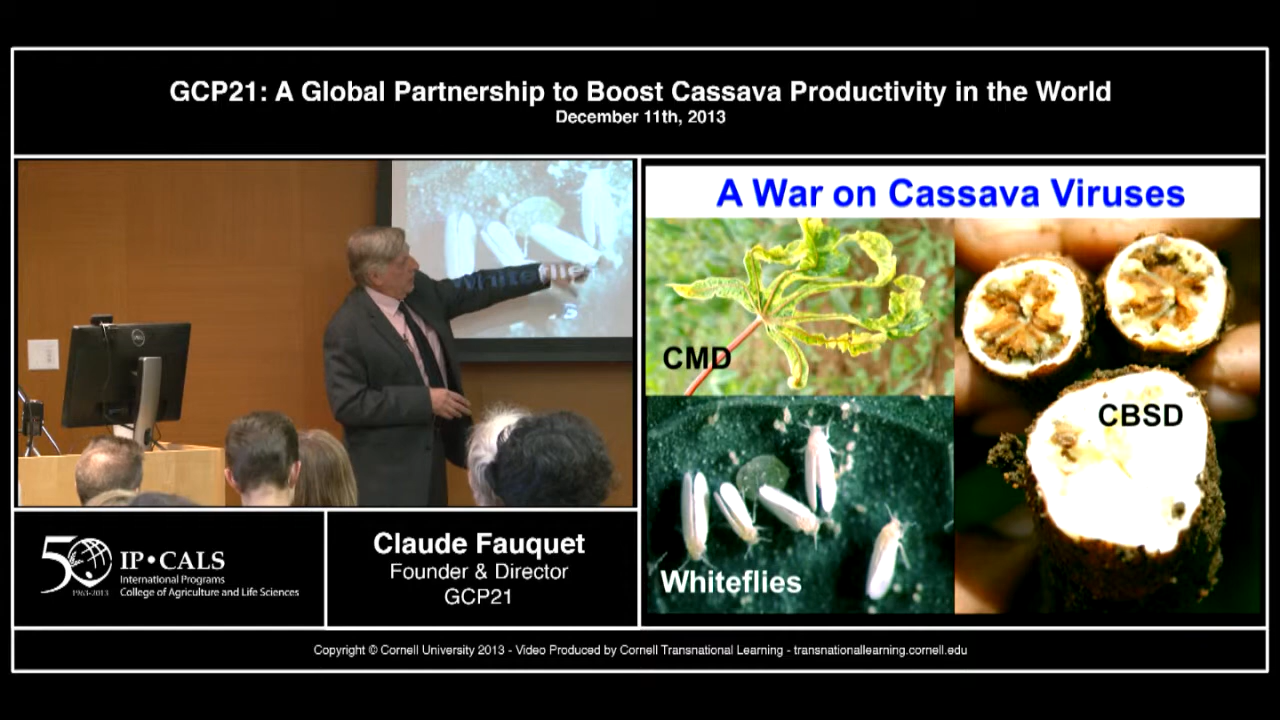 GCP21: A Global Partnership to Boost Cassava Productivity in the World
December 11th, 2013
A War on Cassava Viruses
CMD
CBSD
Whiteflies
50
1963-2013
IP•CALS
International Programs
College of Agriculture and Life Sciences
Claude Fauquet
Founder & Director
GCP21
Copyright © Cornell University 2013 - Video Produced by Cornell Transnational Learning - transnationallearning.cornell.edu